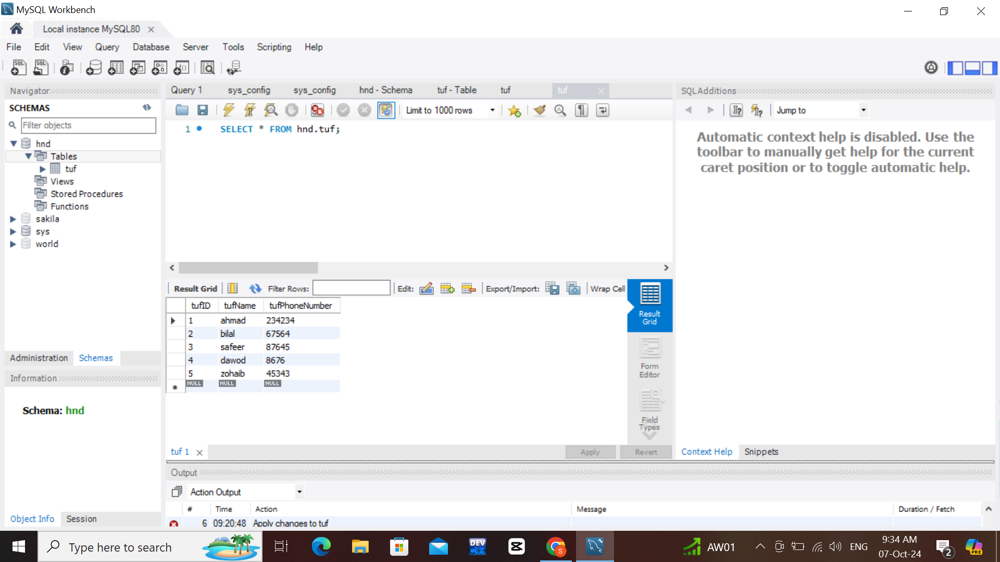 MySQL Workbench
Local instance MySQL80
File Edit View Query Database Server Tools Scripting Help
Navigator
SCHEMAS
Filter objects
hnd
Tables
tuf
Views
Stored Procedures
Functions
sakila
sys
world
Administration Schemas
Information
Schema: hnd
Object Info Session
Query 1 sys_config sys_config hnd - Schema tuf - Table tuf tuf
Limit to 1000 rows
1 SELECT * FROM hnd.tuf;
Result Grid Filter Rows: Edit: Export/Import: Wrap Cell
tufID tufName tufPhoneNumber
1 ahmad 234234
2 bilal 67564
3 safeer 87645
4 dawod 8676
5 zohaib 45343
NULL NULL NULL
Result
Grid
Form
Editor
Field
Types
tuf 1
Apply Revert
SQLAdditions
Jump to
Automatic context help is disabled. Use the
toolbar to manually get help for the current
caret position or to toggle automatic help.
Context Help Snippets
Output
Action Output
# Time Action Message Duration / Fetch
6 09:20:48 Apply changes to tuf
Type here to search
DEV
C++
S
AW01
ENG
9:34 AM
07-Oct-24
2
PRE